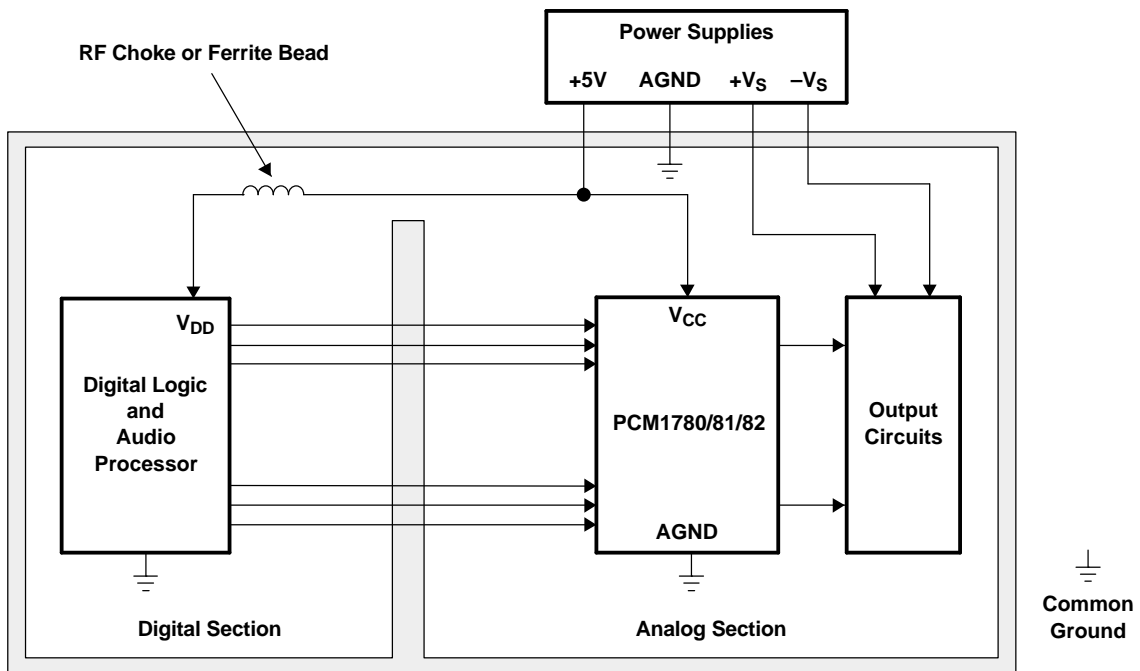 Power Supplies
RF Choke or Ferrite Bead
+5V AGND +VS –VS
VDD
VCC
Digital Logic
and
Audio
Processor
PCM1780/81/82
Output
Circuits
AGND
Digital Section
Analog Section
Common
Ground